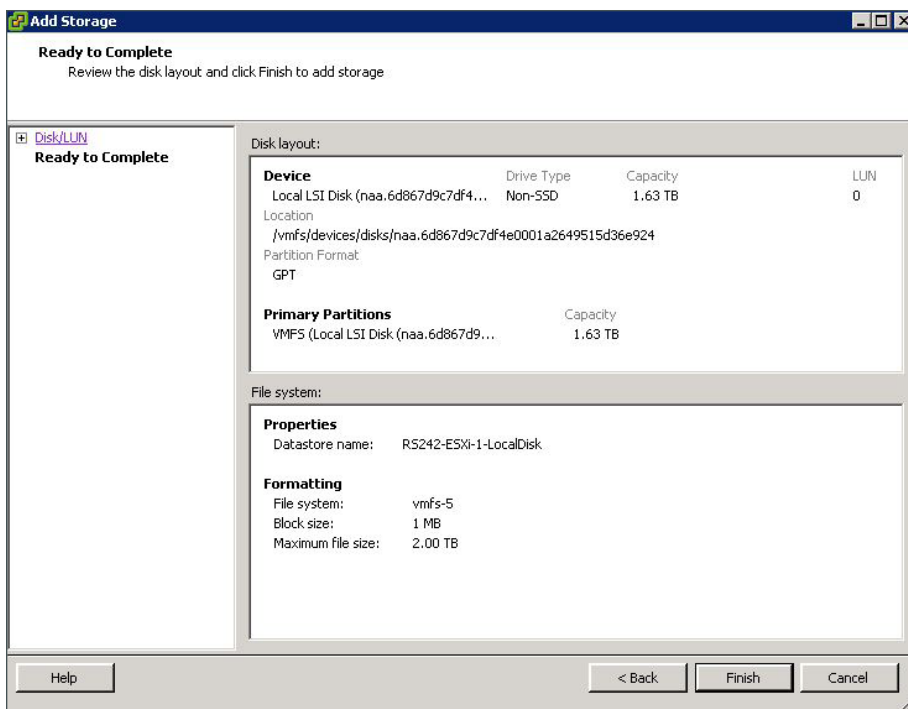 Add Storage
Ready to Complete
Review the disk layout and click Finish to add storage
Disk/LUN
Ready to Complete
Disk layout:
Device Drive Type Capacity LUN
Local LSI Disk (naa.6d867d9c7df4... Non-SSD 1.63 TB 0
Location
/vmfs/devices/disks/naa.6d867d9c7df4e0001a2649515d36e924
Partition Format
GPT
Primary Partitions Capacity
VMFS (Local LSI Disk (naa.6d867d9... 1.63 TB
File system:
Properties
Datastore name: RS242-ESXi-1-LocalDisk
Formatting
File system: vmfs-5
Block size: 1 MB
Maximum file size: 2.00 TB
Help < Back Finish Cancel